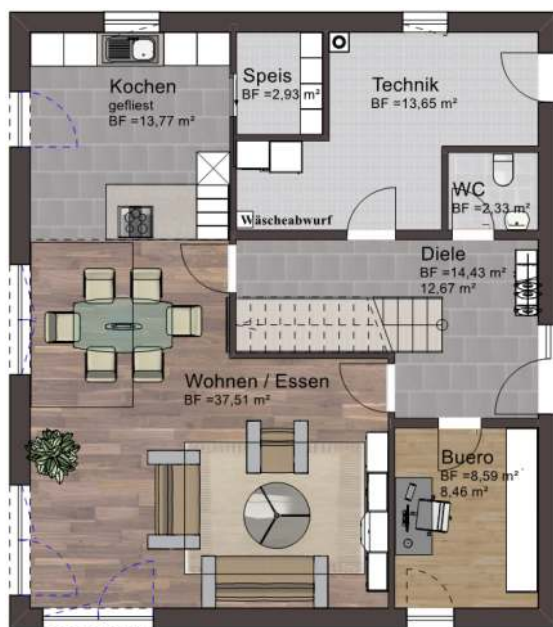 Kochen
gefliest
BF =13,77 m²
Speis
BF =2,93 m²
Technik
BF =13,65 m²
WC
BF =2,33 m²
Wäscheabwurf
Diele
BF =14,43 m²
12,67 m²
Wohnen / Essen
BF =37,51 m²
Buero
BF =8,59 m²
8,46 m²